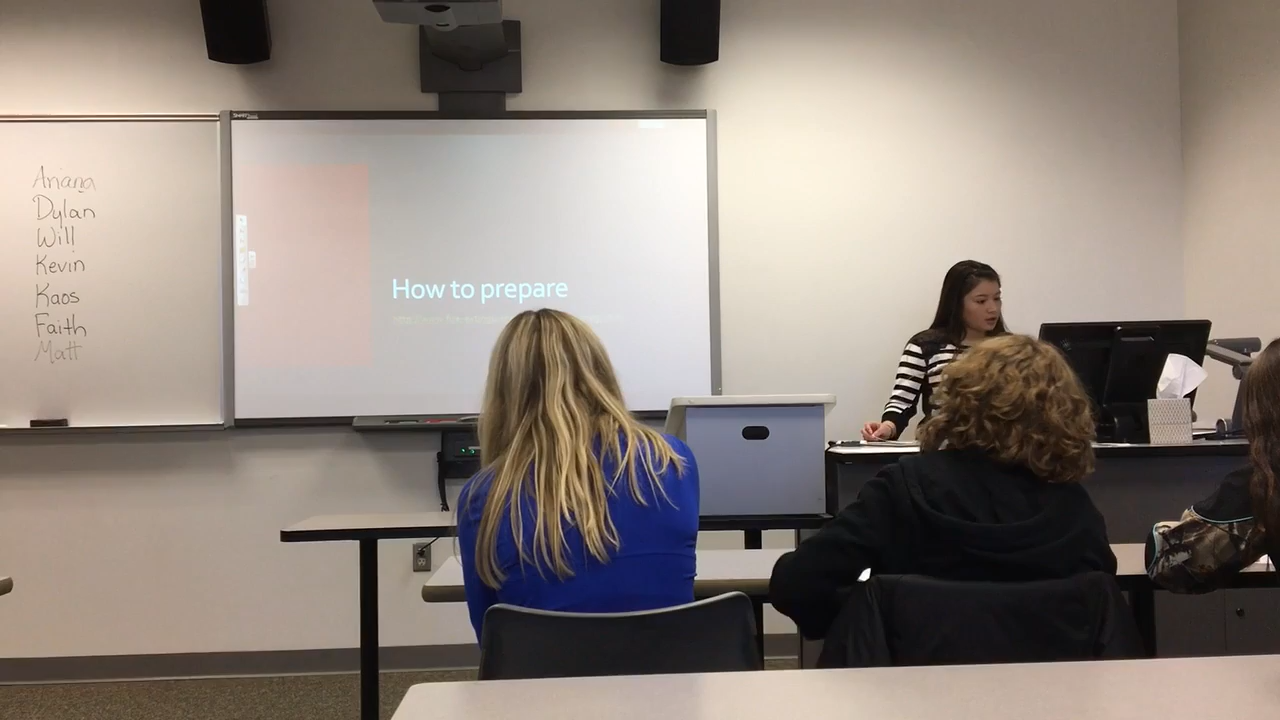 Ariana
Dylan
Will
Kevin
Kaos
Faith
Matt
How to prepare